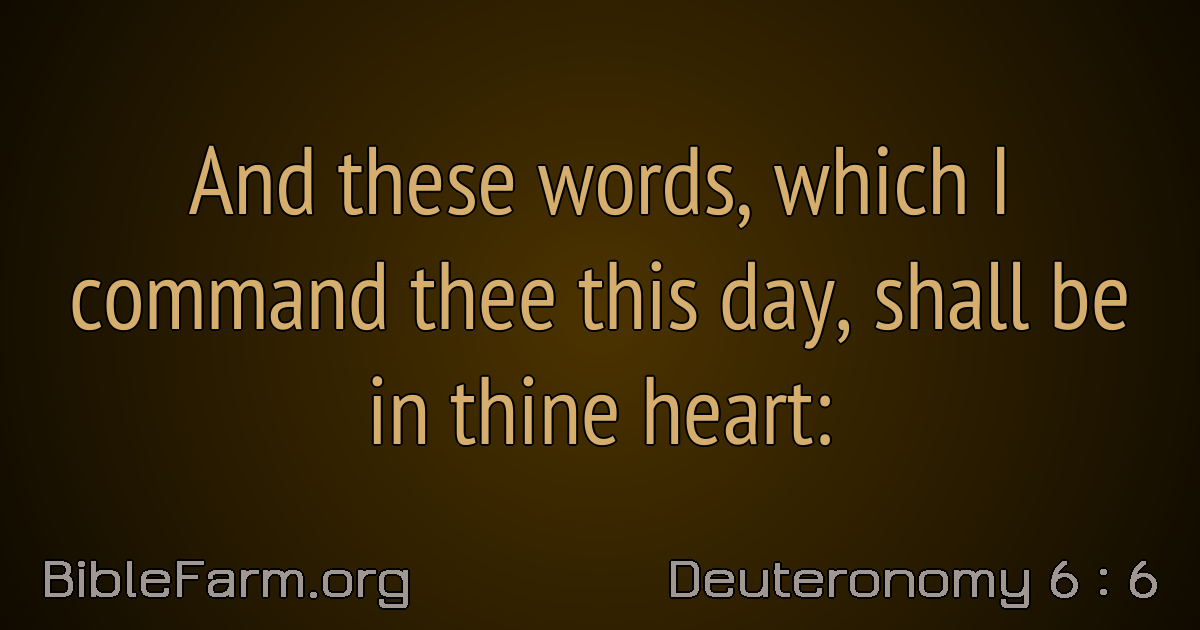 And these words, which I
command thee this day, shall be
in thine heart:
BibleFarm.org
Deuteronomy 6 : 6